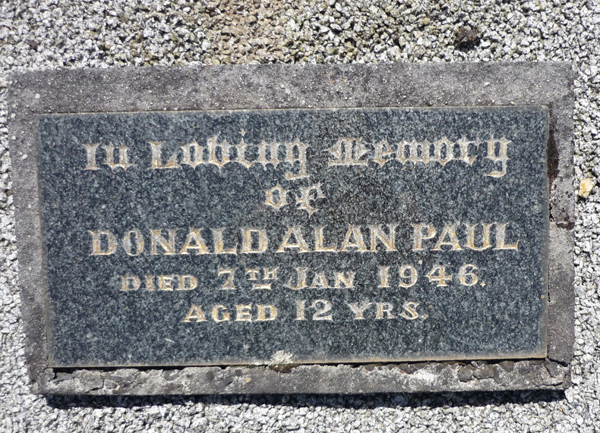 In Loving Memory
of
DONALD ALAN PAUL
DIED 7TH JAN 1946.
AGED 12 YRS.